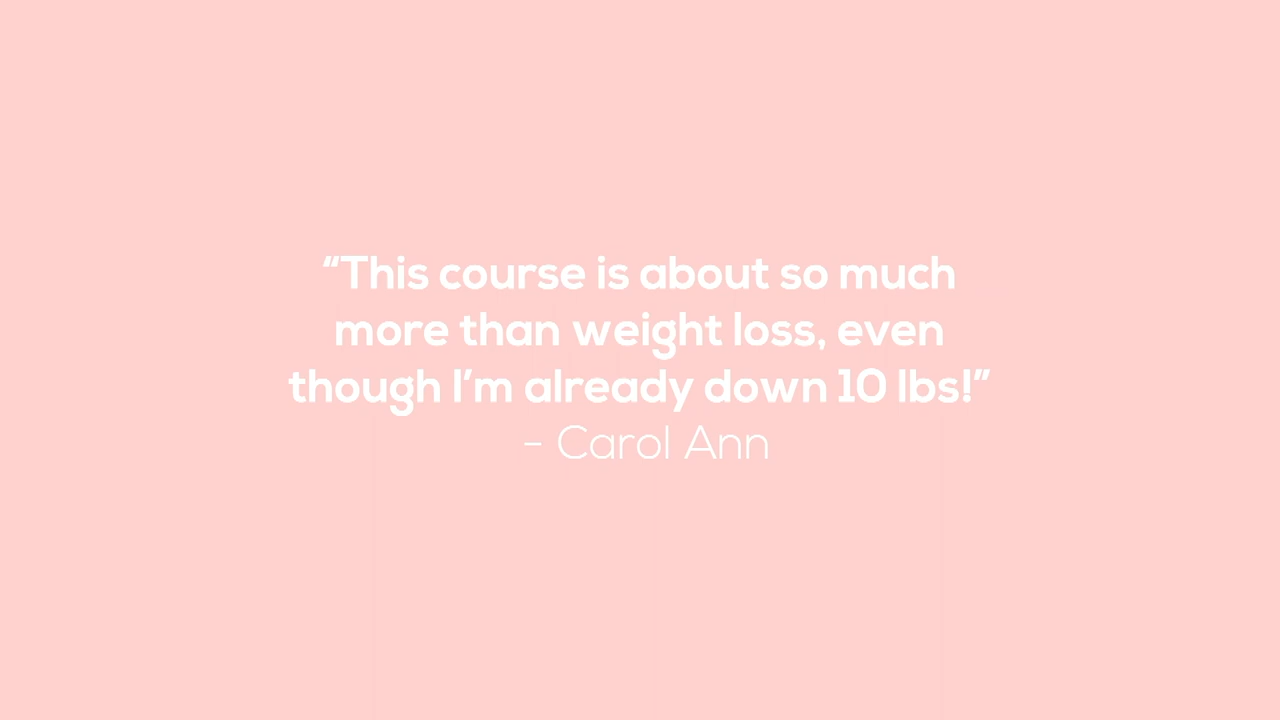 “This course is about so much
more than weight loss, even
though I’m already down 10 lbs!”
- Carol Ann